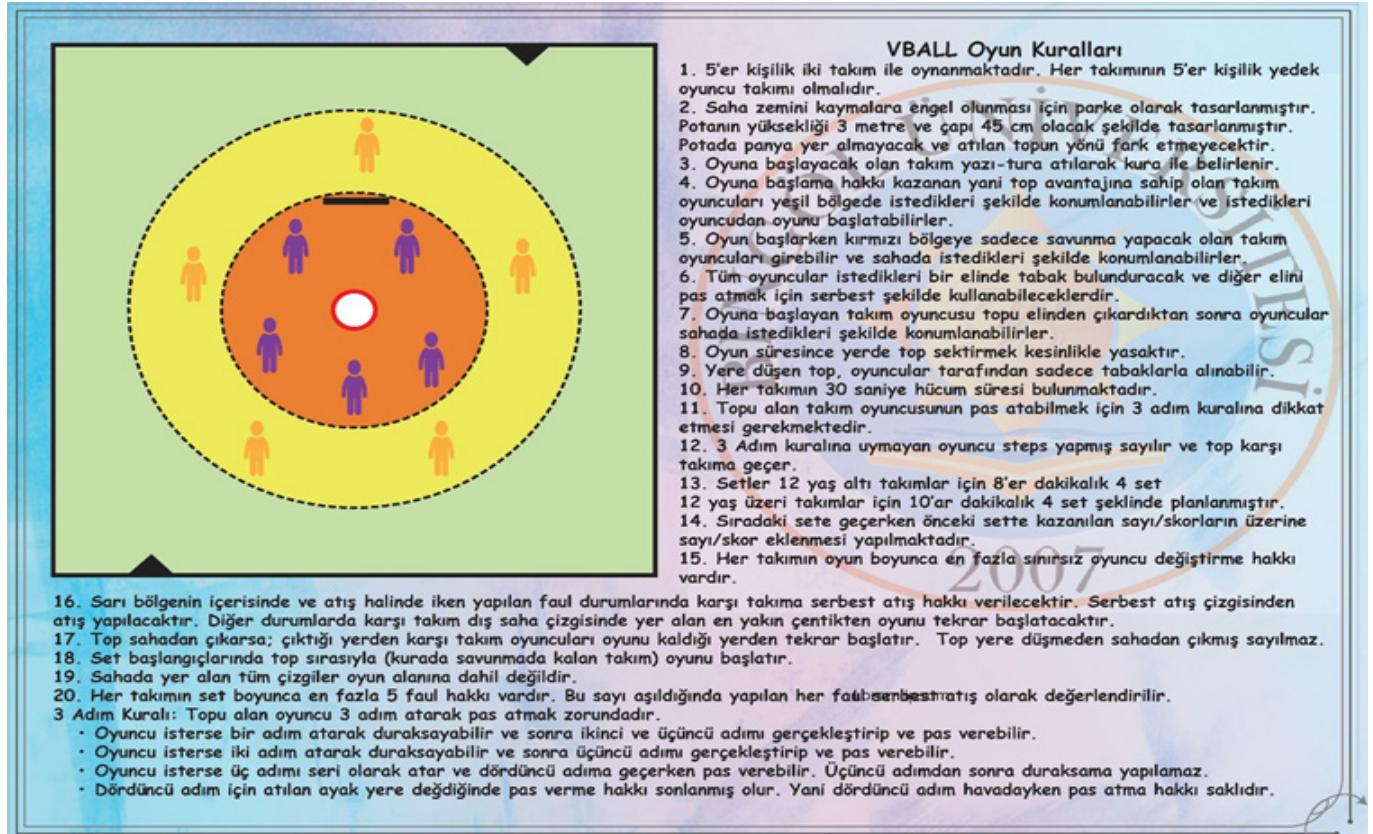 VBALL Oyun Kuralları
1. 5'er kişilik iki takım ile oynanmaktadır. Her takımının 5'er kişilik yedek
oyuncu takımı olmalıdır.
2. Saha zemini kaymalara engel olunması için parke olarak tasarlanmıştır.
Potanın yüksekliği 3 metre ve çapı 45 cm olacak şekilde tasarlanmıştır.
Potada panya yer almayacak ve atılan topun yönü fark etmeyecektir.
3. Oyuna başlayacak olan takım yazı-tura atılarak kura ile belirlenir.
4. Oyuna başlama hakkı kazanan yani top avantajına sahip olan takım
oyuncuları yeşil bölgede istedikleri şekilde konumlanabilirler ve istedikleri
oyuncudan oyunu başlatabilirler.
5. Oyun başlarken kırmızı bölgeye sadece savunma yapacak olan takım
oyuncuları girebilir ve sahada istedikleri şekilde konumlanabilirler.
6. Tüm oyuncular istedikleri bir elinde tabak bulunduracak ve diğer elini
pas atmak için serbest şekilde kullanabileceklerdir.
7. Oyuna başlayan takım oyuncusu topu elinden çıkardıktan sonra oyuncular
sahada istedikleri şekilde konumlanabilirler.
8. Oyun süresince yerde top sektirmek kesinlikle yasaktır.
9. Yere düşen top, oyuncular tarafından sadece tabaklarla alınabilir.
10. Her takımın 30 saniye hücum süresi bulunmaktadır.
11. Topu alan takım oyuncusunun pas atabilmek için 3 adım kuralına dikkat
etmesi gerekmektedir.
12. 3 Adım kuralına uymayan oyuncu steps yapmış sayılır ve top karşı
takıma geçer.
13. Setler 12 yaş altı takımlar için 8'er dakikalık 4 set
12 yaş üzeri takımlar için 10'ar dakikalık 4 set şeklinde planlanmıştır.
14. Sıradaki sete geçerken önceki sette kazanılan sayı/skorların üzerine
sayı/skor eklenmesi yapılmaktadır.
15. Her takımın oyun boyunca en fazla sınırsız oyuncu değiştirme hakkı
vardır.
16. Sarı bölgenin içerisinde ve atış halinde iken yapılan faul durumlarında karşı takıma serbest atış hakkı verilecektir. Serbest atış çizgisinden
atış yapılacaktır. Diğer durumlarda karşı takım dış saha çizgisinde yer alan en yakın çentikten oyunu tekrar başlatacaktır.
17. Top sahadan çıkarsa; çıktığı yerden karşı takım oyuncuları oyunu kaldığı yerden tekrar başlatır. Top yere düşmeden sahadan çıkmış sayılmaz.
18. Set başlangıçlarında top sırasıyla (kurada savunmada kalan takım) oyunu başlatır.
19. Sahada yer alan tüm çizgiler oyun alanına dahil değildir.
20. Her takımın set boyunca en fazla 5 faul hakkı vardır. Bu sayı aşıldığında yapılan her faul serbest atış olarak değerlendirilir.
3 Adım Kuralı: Topu alan oyuncu 3 adım atarak pas atmak zorundadır.
• Oyuncu isterse bir adım atarak duraksayabilir ve sonra ikinci ve üçüncü adımı gerçekleştirip ve pas verebilir.
• Oyuncu isterse iki adım atarak duraksayabilir ve sonra üçüncü adımı gerçekleştirip ve pas verebilir.
• Oyuncu isterse üç adımı seri olarak atar ve dördüncü adıma geçerken pas verebilir. Üçüncü adımdan sonra duraksama yapılamaz.
• Dördüncü adım için atılan ayak yere değdiğinde pas verme hakkı sonlanmış olur. Yani dördüncü adım havadayken pas atma hakkı saklıdır.
BİNGÖL ÜNİVERSİTESİ
2007